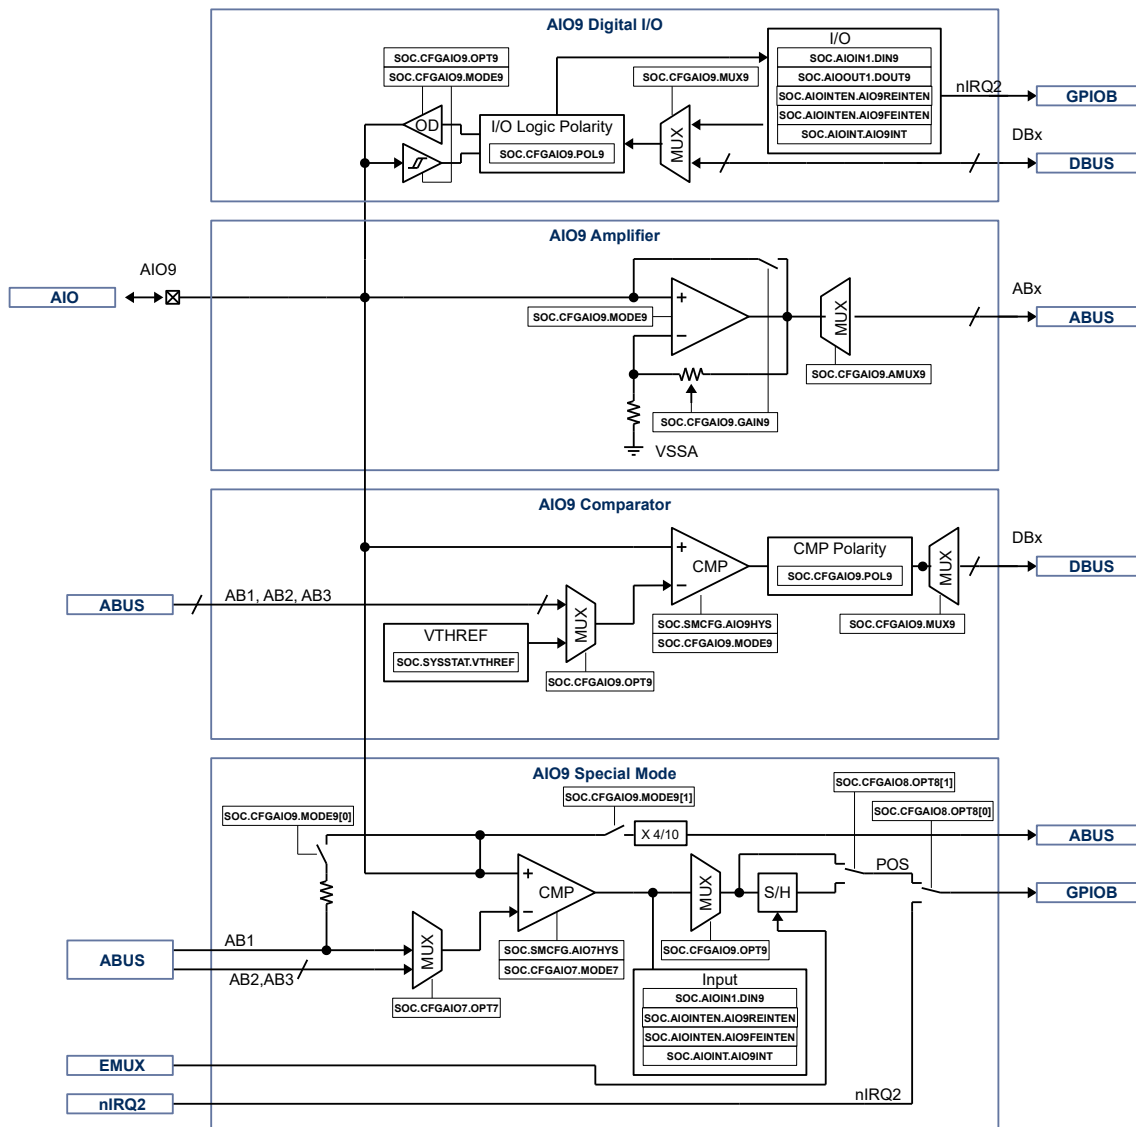 AIO9 Digital I/O
SOC.CFGAIO9.OPT9
SOC.CFGAIO9.MODE9
OD
I/O Logic Polarity
SOC.CFGAIO9.POL9
SOC.CFGAIO9.MUX9
MUX
I/O
SOC.AIOIN1.DIN9
SOC.AIOOUT1.DOUT9
SOC.AIOINTEN.AIO9REINTEN
SOC.AIOINTEN.AIO9FEINTEN
SOC.AIOINT.AIO9INT
nIRQ2
GPIOB
DBx
DBUS
AIO9 Amplifier
AIO
AIO9
SOC.CFGAIO9.MODE9
+
−
MUX
SOC.CFGAIO9.AMUX9
SOC.CFGAIO9.GAIN9
VSSA
ABx
ABUS
AIO9 Comparator
ABUS
AB1, AB2, AB3
VTHREF
SOC.SYSSTAT.VTHREF
MUX
SOC.CFGAIO9.OPT9
+
−
CMP
SOC.SMCFG.AIO9HYS
SOC.CFGAIO9.MODE9
CMP Polarity
SOC.CFGAIO9.POL9
MUX
SOC.CFGAIO9.MUX9
DBx
DBUS
AIO9 Special Mode
SOC.CFGAIO9.MODE9[0]
SOC.CFGAIO9.MODE9[1]
SOC.CFGAIO8.OPT8[1]
SOC.CFGAIO8.OPT8[0]
X 4/10
ABUS
+
−
CMP
SOC.SMCFG.AIO7HYS
SOC.CFGAIO7.MODE7
MUX
SOC.CFGAIO9.OPT9
S/H
POS
GPIOB
ABUS
AB1
AB2,AB3
MUX
SOC.CFGAIO7.OPT7
Input
SOC.AIOIN1.DIN9
SOC.AIOINTEN.AIO9REINTEN
SOC.AIOINTEN.AIO9FEINTEN
SOC.AIOINT.AIO9INT
EMUX
nIRQ2
nIRQ2